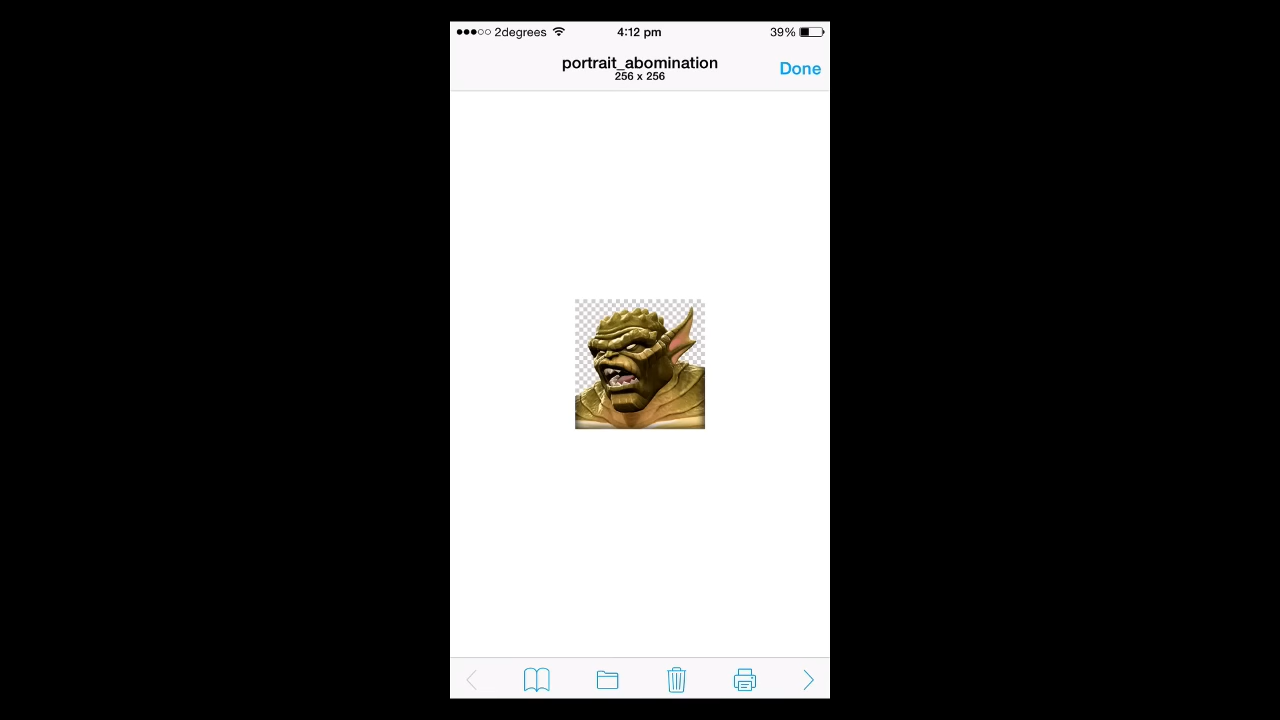 2degrees 4:12 pm 39%
portrait_abomination
256 x 256
Done